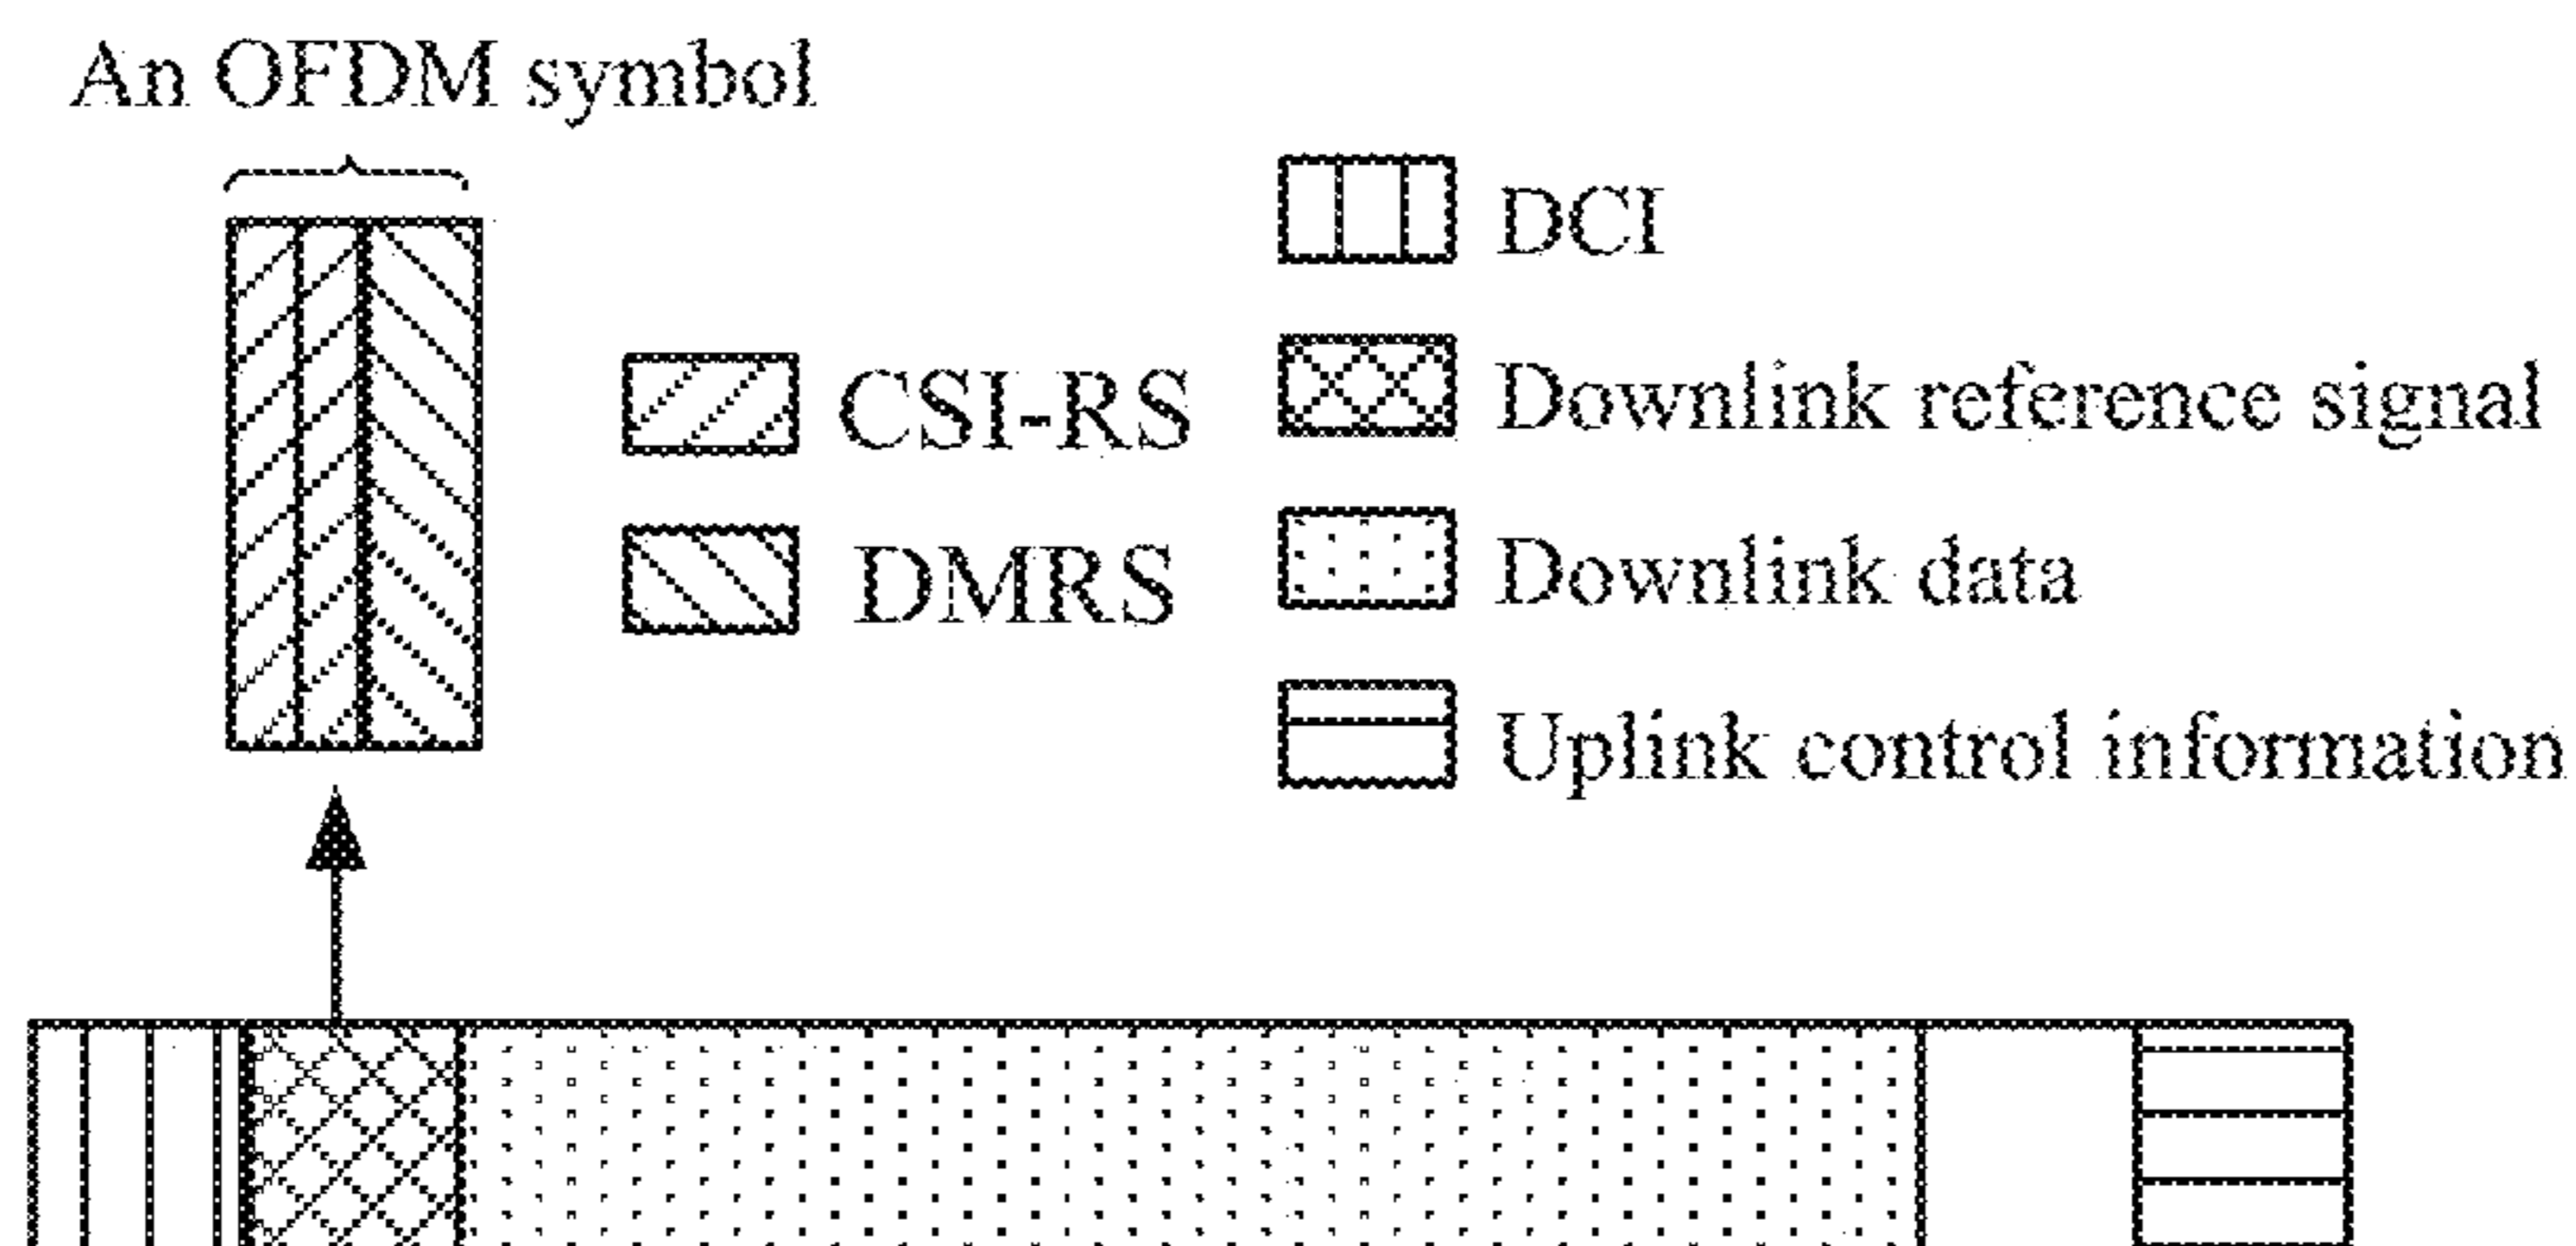 An OFDM symbol
DCI
CSI-RS
Downlink reference signal
DMRS
Downlink data
Uplink control information